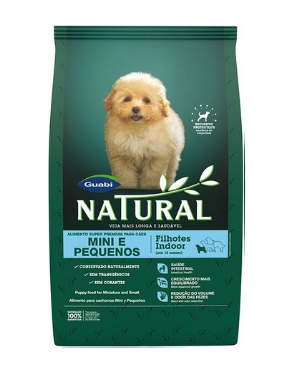 Guabi
NATURAL
VIVA MAIS LONGA E SAUDÁVEL
ALIMENTO SUPER PREMIUM PARA CÃES
MINI E
PEQUENOS
Filhotes
Indoor
✓ CONSERVADO NATURALMENTE
✓ SEM TRANSGÊNICOS
✓ SEM CORANTES
Puppy food for Miniature and Small
Alimento para cachorros Mini y Pequeños
SAÚDE
INTESTINAL
CRESCIMENTO MAIS
EQUILIBRADO
REDUÇÃO DO VOLUME
E ODOR DAS FEZES
100%